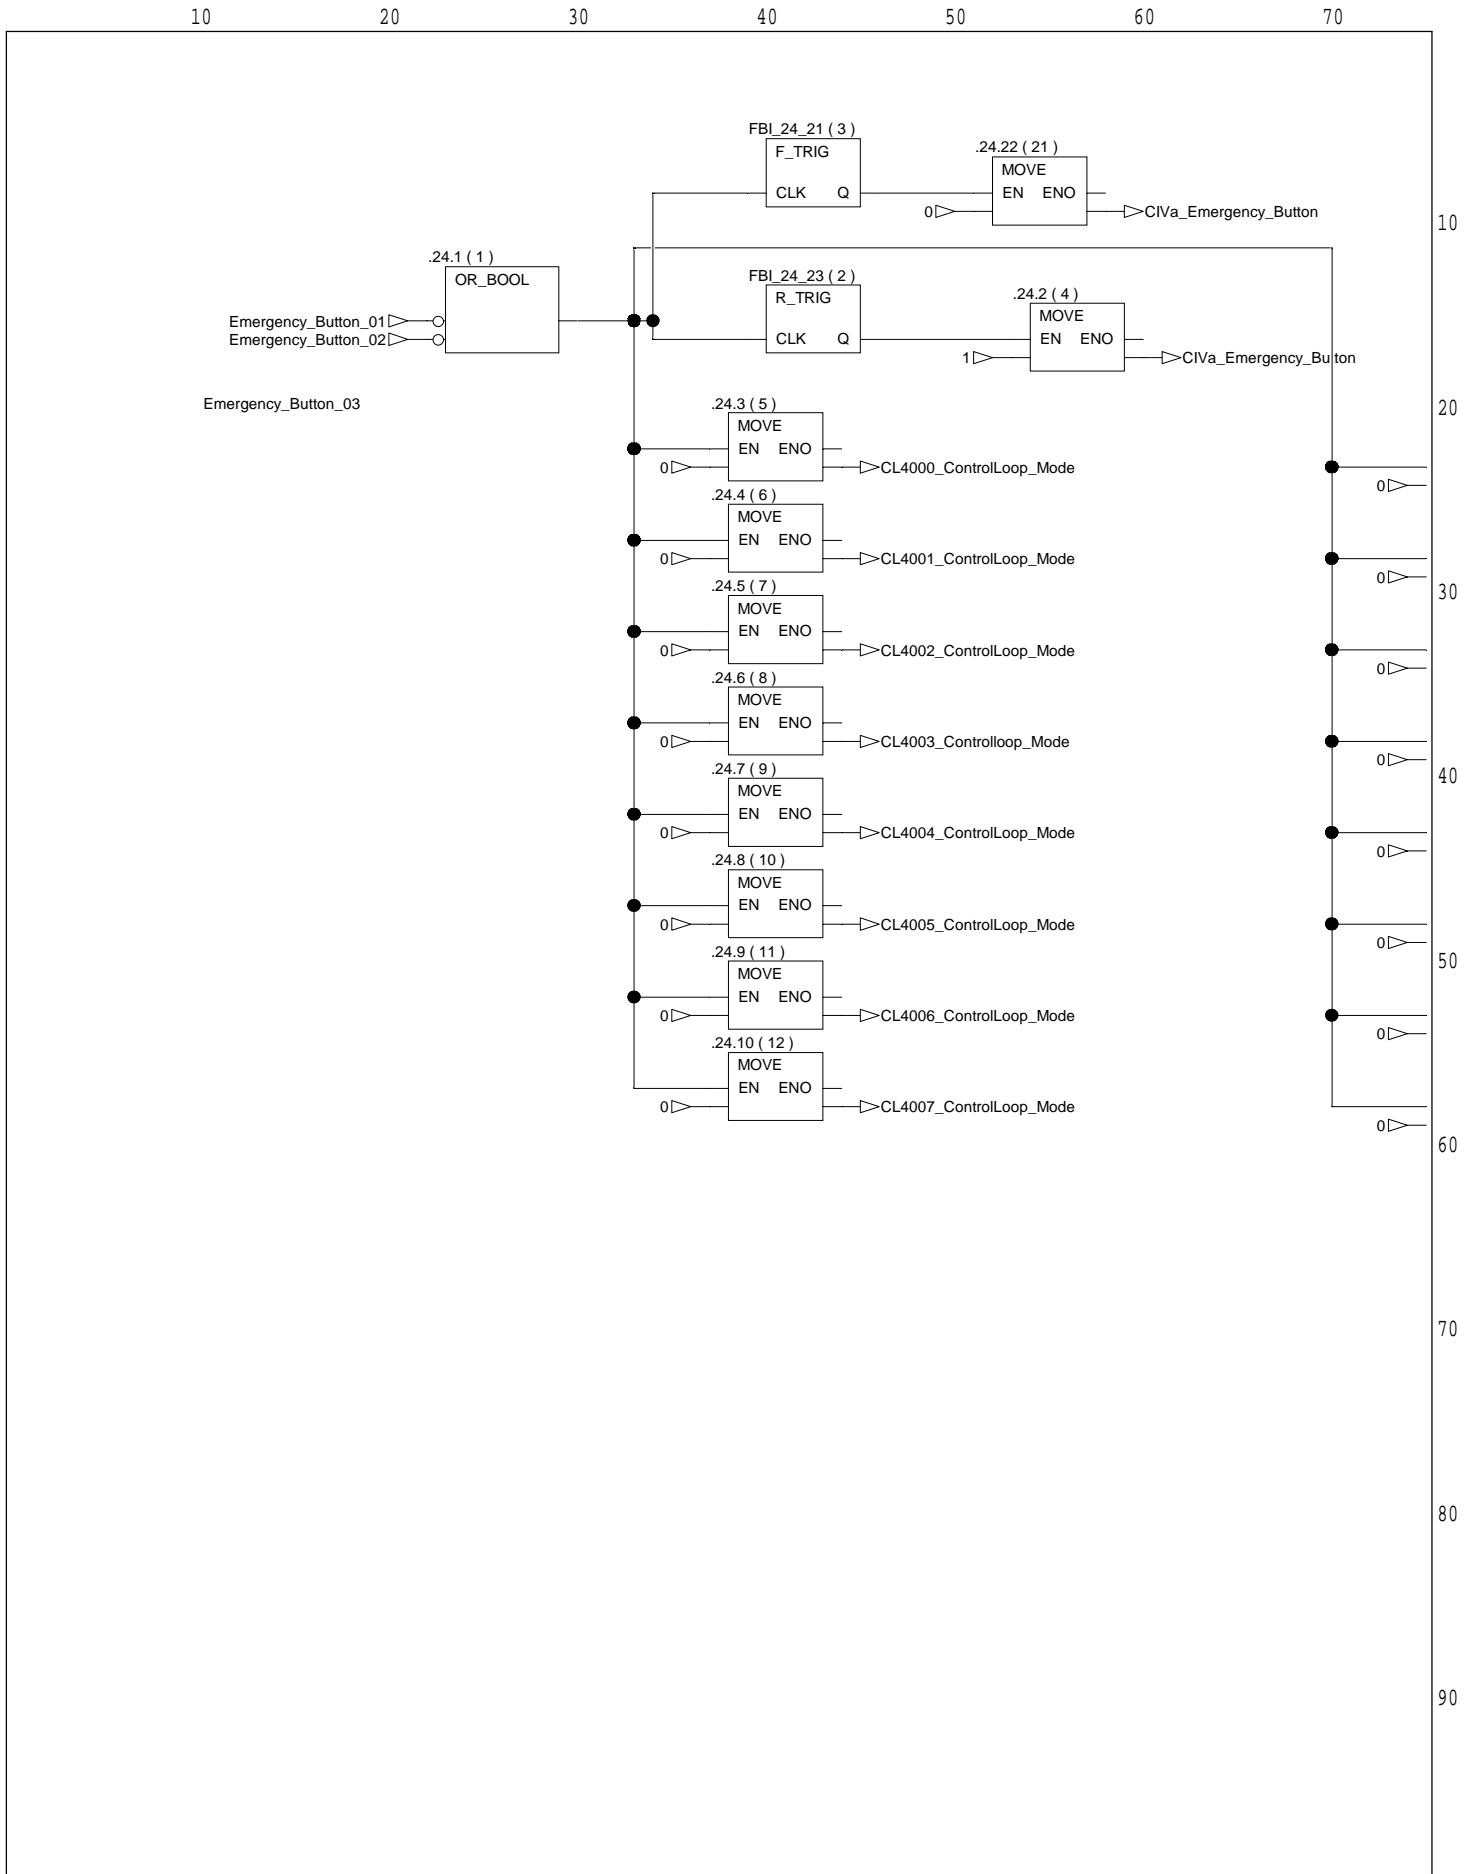 10 20 30 40 50 60 70
FBI_24_21 ( 3 )
F_TRIG
CLK Q
.24.22 ( 21 )
MOVE
EN ENO
0
CIVa_Emergency_Button
10
.24.1 ( 1 )
OR_BOOL
Emergency_Button_01
Emergency_Button_02
FBI_24_23 ( 2 )
R_TRIG
CLK Q
.24.2 ( 4 )
MOVE
EN ENO
1
CIVa_Emergency_Button
Emergency_Button_03
20
.24.3 ( 5 )
MOVE
EN ENO
0
CL4000_ControlLoop_Mode
0
.24.4 ( 6 )
MOVE
EN ENO
0
CL4001_ControlLoop_Mode
0
30
.24.5 ( 7 )
MOVE
EN ENO
0
CL4002_ControlLoop_Mode
0
.24.6 ( 8 )
MOVE
EN ENO
0
CL4003_Controlloop_Mode
0
40
.24.7 ( 9 )
MOVE
EN ENO
0
CL4004_ControlLoop_Mode
0
.24.8 ( 10 )
MOVE
EN ENO
0
CL4005_ControlLoop_Mode
0
50
.24.9 ( 11 )
MOVE
EN ENO
0
CL4006_ControlLoop_Mode
0
.24.10 ( 12 )
MOVE
EN ENO
0
CL4007_ControlLoop_Mode
0
60
70
80
90